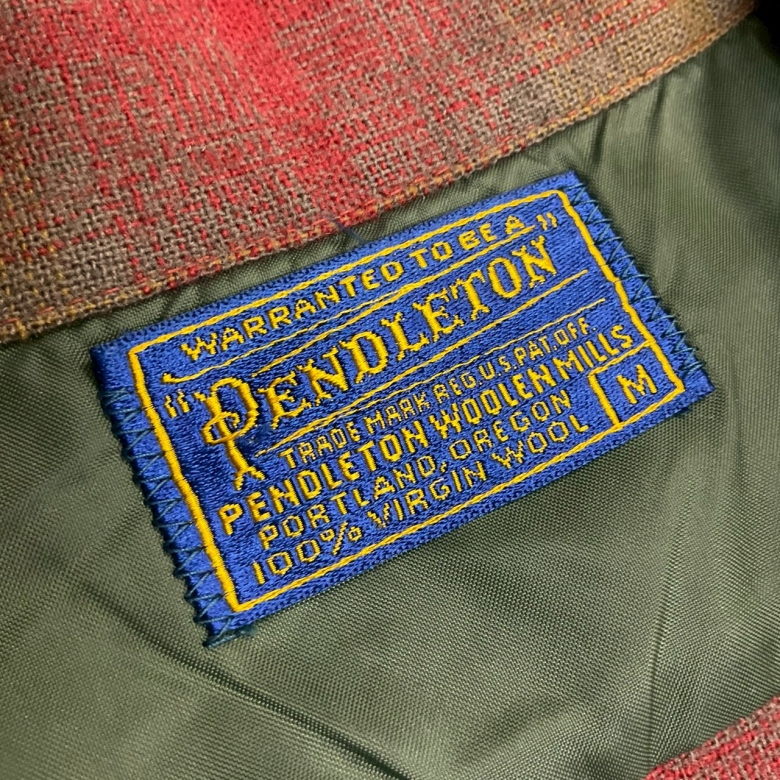 WARRANTED TO BE A"
"PENDLETON
TRADE MARK REG.U.S.PAT.OFF.
PENDLETON WOOLEN MILLS
PORTLAND, OREGON
100% VIRGIN WOOL
M